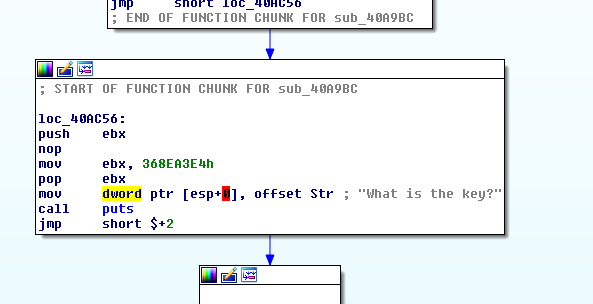 jmp short loc_40AC56
; END OF FUNCTION CHUNK FOR sub_40A9BC
; START OF FUNCTION CHUNK FOR sub_40A9BC
loc_40AC56:
push ebx
nop
mov ebx, 368EA3E4h
pop ebx
mov dword ptr [esp+0], offset Str ; "What is the key?"
call puts
jmp short $+2